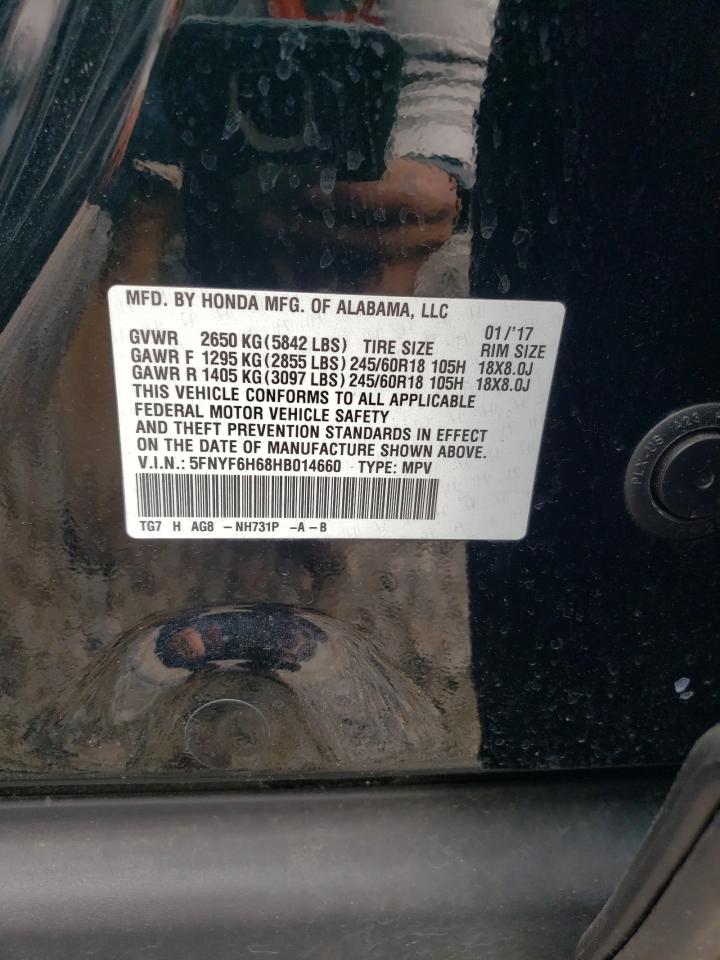 MFD. BY HONDA MFG. OF ALABAMA, LLC
01/'17
GVWR 2650 KG(5842 LBS) TIRE SIZE RIM SIZE
GAWR F 1295 KG(2855 LBS) 245/60R18 105H 18X8.0J
GAWR R 1405 KG(3097 LBS) 245/60R18 105H 18X8.0J
THIS VEHICLE CONFORMS TO ALL APPLICABLE
FEDERAL MOTOR VEHICLE SAFETY
AND THEFT PREVENTION STANDARDS IN EFFECT
ON THE DATE OF MANUFACTURE SHOWN ABOVE.
V.I.N.: 5FNYF6H68HB014660 TYPE: MPV
TG7 H AG8 -NH731P -A-B